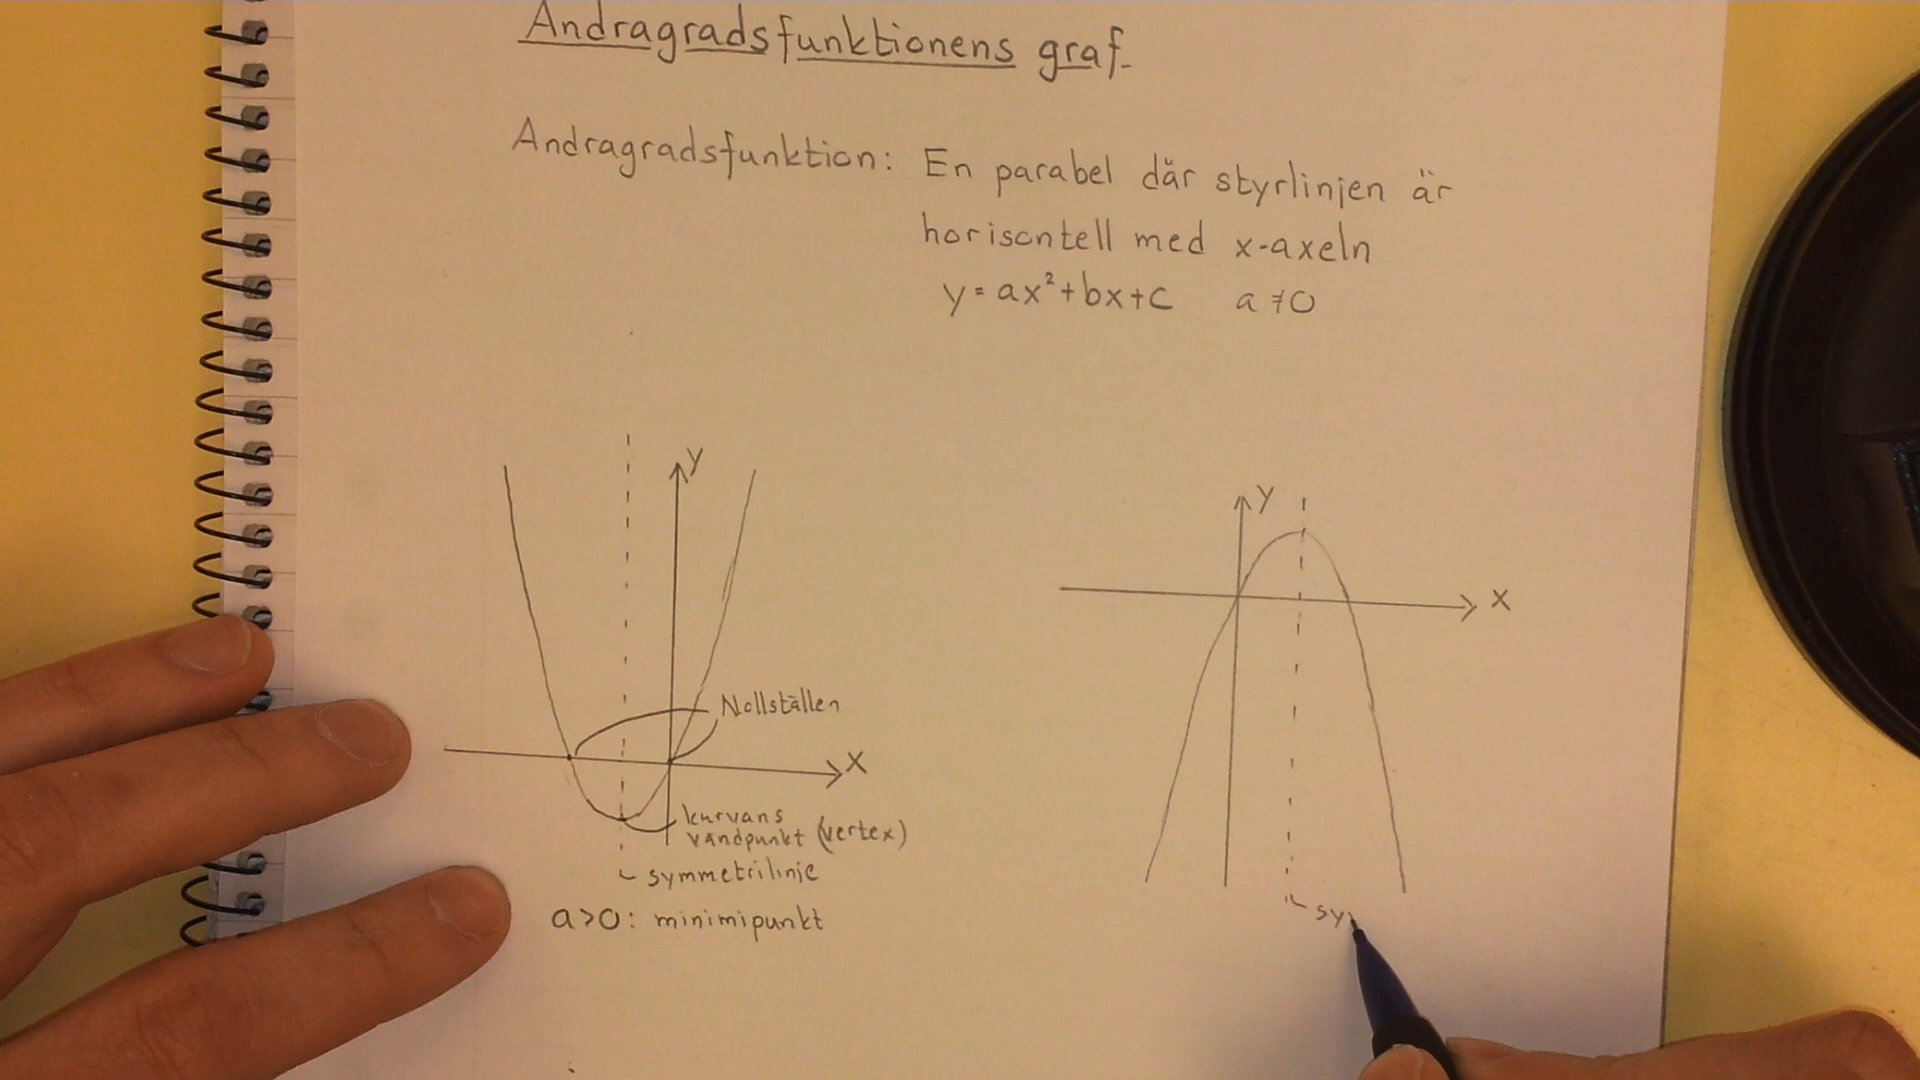 Andragradsfunktionens graf
Andragradsfunktion: En parabel där styrlinjen är
horisontell med x-axeln
y = ax²+bx+c a ≠ 0
y
Nollställen
x
kurvans
vändpunkt (vertex)
symmetrilinje
a>0: minimipunkt
y
x
sy